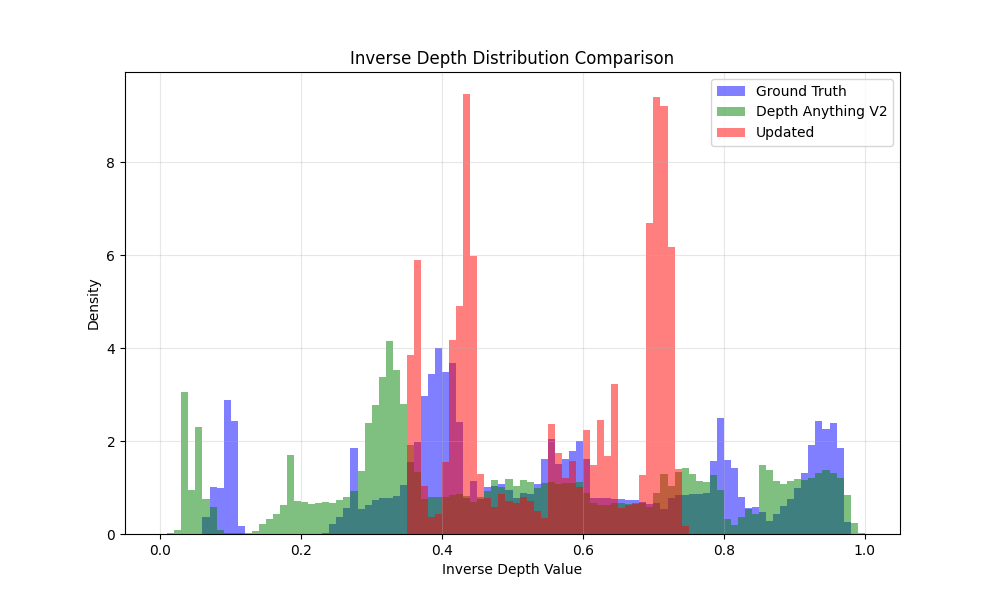 Inverse Depth Distribution Comparison
Ground Truth
Depth Anything V2
Updated
Density
8
6
4
2
0
0.0 0.2 0.4 0.6 0.8 1.0
Inverse Depth Value